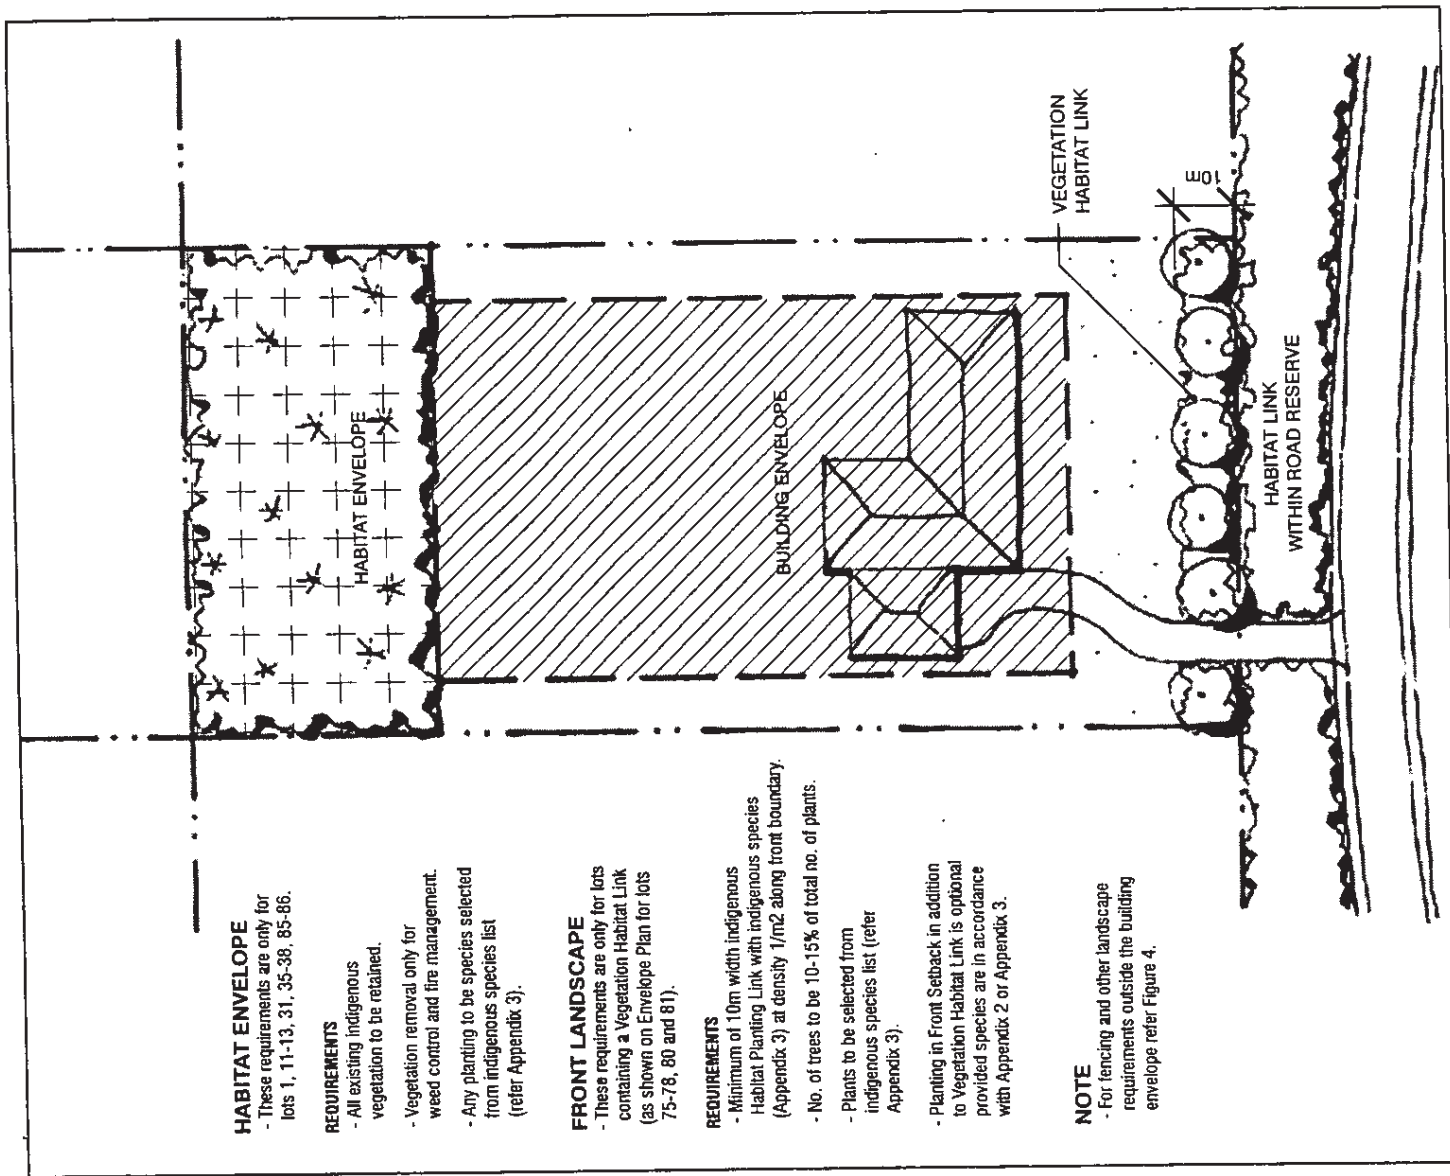 HABITAT ENVELOPE
- These requirements are only for
lots 1, 11-13, 31, 35-38, 85-86.
REQUIREMENTS
- All existing indigenous
vegetation to be retained.
- Vegetation removal only for
weed control and fire management.
- Any planting to be species selected
from indigenous species list
(refer Appendix 3).
FRONT LANDSCAPE
- These requirements are only for lots
containing a Vegetation Habitat Link
(as shown on Envelope Plan for lots
75-78, 80 and 81).
REQUIREMENTS
- Minimum of 10m width indigenous
Habitat Planting Link with indigenous species
(Appendix 3) at density 1/m2 along front boundary.
- No. of trees to be 10-15% of total no. of plants.
- Plants to be selected from
indigenous species list (refer
Appendix 3).
- Planting in Front Setback in addition
to Vegetation Habitat Link is optional
provided species are in accordance
with Appendix 2 or Appendix 3.
NOTE
- For fencing and other landscape
requirements outside the building
envelope refer Figure 4.
HABITAT ENVELOPE
BUILDING ENVELOPE
VEGETATION
HABITAT LINK
10m
HABITAT LINK
WITHIN ROAD RESERVE